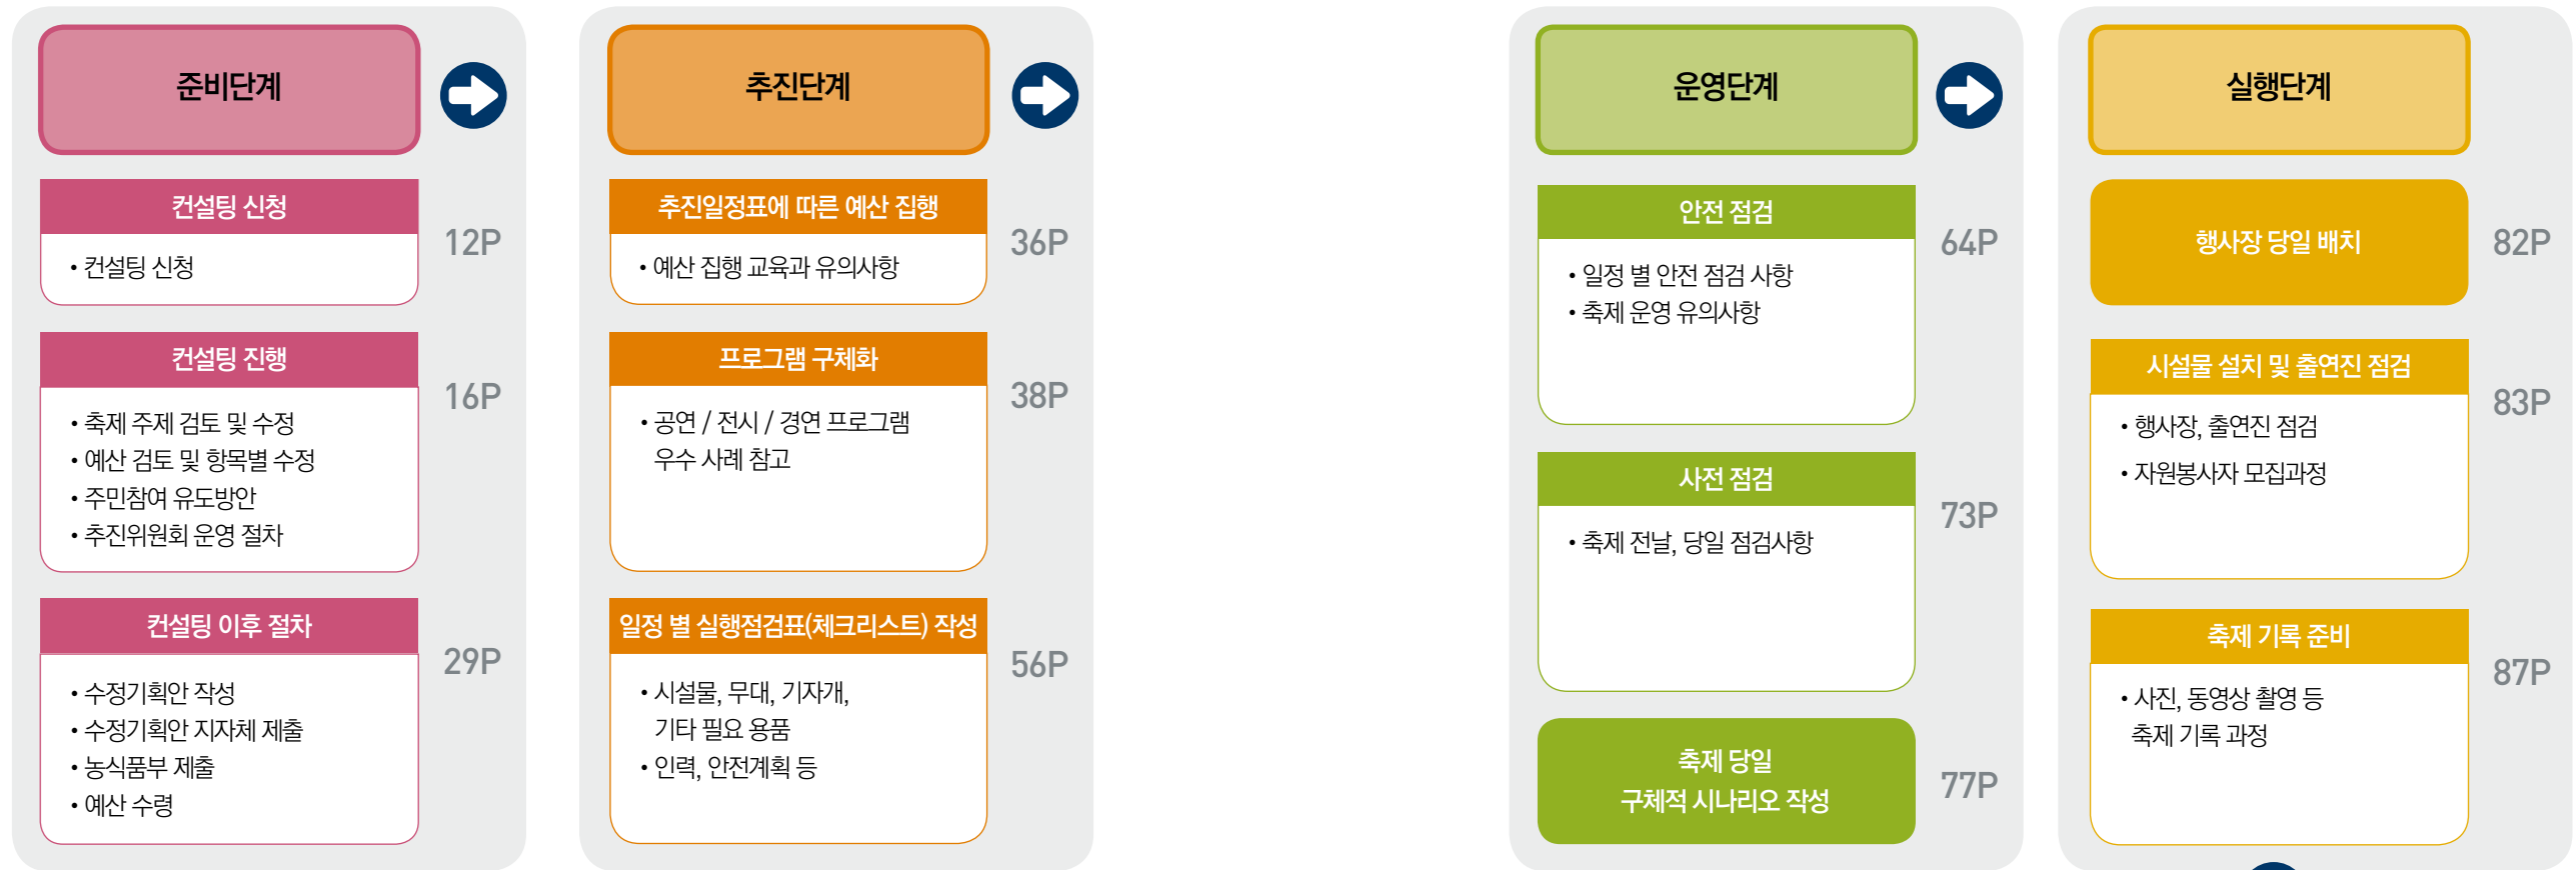 준비단계
컨설팅 신청
• 컨설팅 신청
12P
컨설팅 진행
• 축제 주제 검토 및 수정
• 예산 검토 및 항목별 수정
• 주민참여 유도방안
• 추진위원회 운영 절차
16P
컨설팅 이후 절차
• 수정기획안 작성
• 수정기획안 지자체 제출
• 농식품부 제출
• 예산 수령
29P
추진단계
추진일정표에 따른 예산 집행
• 예산 집행 교육과 유의사항
36P
프로그램 구체화
• 공연 / 전시 / 경연 프로그램
우수 사례 참고
38P
일정 별 실행점검표(체크리스트) 작성
• 시설물, 무대, 기자개,
기타 필요 용품
• 인력, 안전계획 등
56P
운영단계
안전 점검
• 일정 별 안전 점검 사항
• 축제 운영 유의사항
64P
사전 점검
• 축제 전날, 당일 점검사항
73P
축제 당일
구체적 시나리오 작성
77P
실행단계
행사장 당일 배치
82P
시설물 설치 및 출연진 점검
• 행사장, 출연진 점검
• 자원봉사자 모집과정
83P
축제 기록 준비
• 사진, 동영상 촬영 등
축제 기록 과정
87P